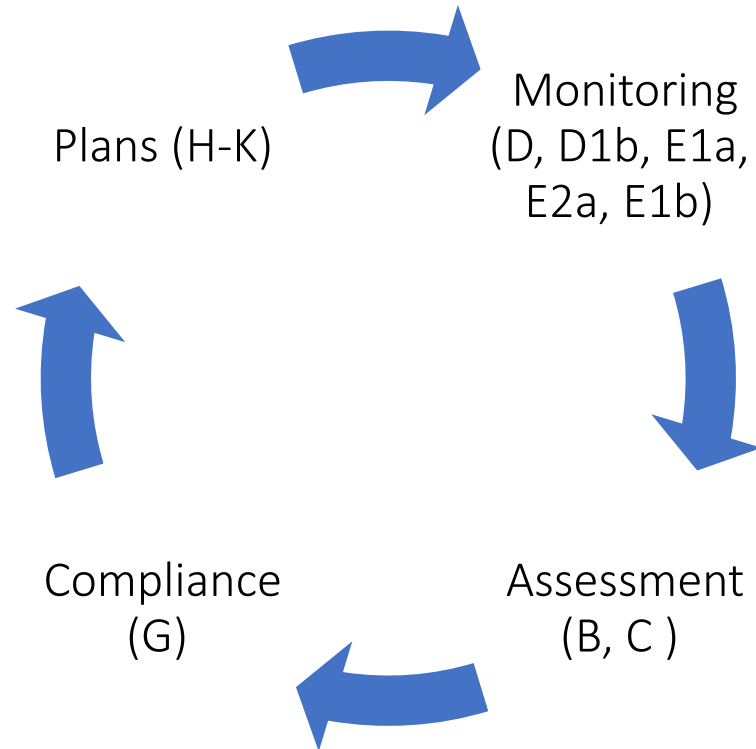 Plans (H-K)
Monitoring
(D, D1b, E1a,
E2a, E1b)
Compliance
(G)
Assessment
(B, C )